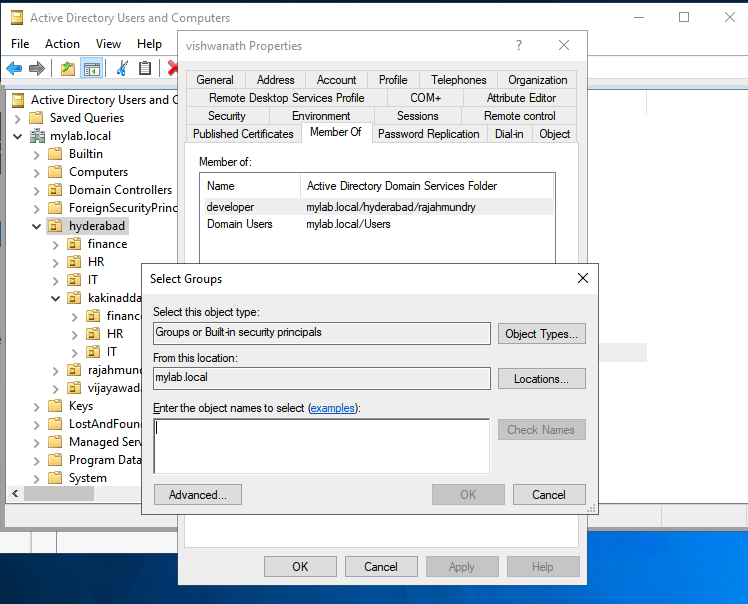 Active Directory Users and Computers
File Action View Help
Active Directory Users and C
Saved Queries
mylab.local
Builtin
Computers
Domain Controllers
ForeignSecurityPrinc
hyderabad
finance
HR
IT
kakinadda
financ
HR
IT
rajahmund
vijayawad
Keys
LostAndFoun
Managed Serv
Program Data
System
vishwanath Properties
General Address Account Profile Telephones Organization
Remote Desktop Services Profile COM+ Attribute Editor
Security Environment Sessions Remote control
Published Certificates Member Of Password Replication Dial-in Object
Member of:
Name Active Directory Domain Services Folder
developer mylab.local/hyderabad/rajahmundry
Domain Users mylab.local/Users
Select Groups
Select this object type:
Groups or Built-in security principals Object Types...
From this location:
mylab.local Locations...
Enter the object names to select (examples):
Check Names
Advanced... OK Cancel
OK Cancel Apply Help